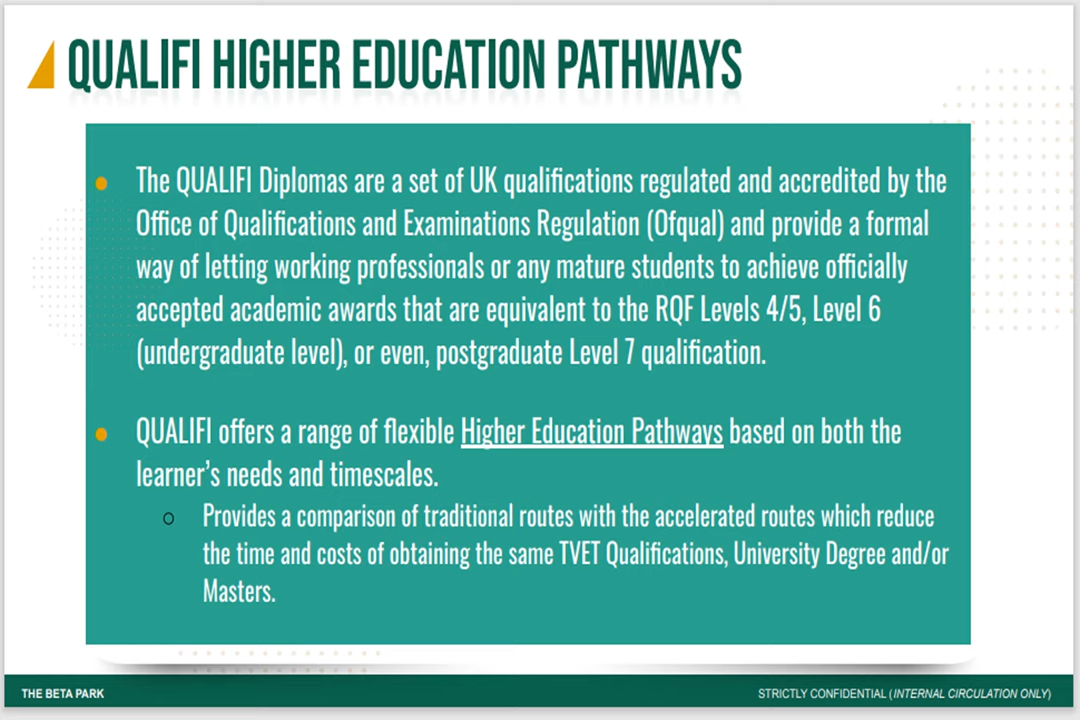 QUALIFI HIGHER EDUCATION PATHWAYS
The QUALIFI Diplomas are a set of UK qualifications regulated and accredited by the
Office of Qualifications and Examinations Regulation (Ofqual) and provide a formal
way of letting working professionals or any mature students to achieve officially
accepted academic awards that are equivalent to the RQF Levels 4/5, Level 6
(undergraduate level), or even, postgraduate Level 7 qualification.
QUALIFI offers a range of flexible Higher Education Pathways based on both the
learner's needs and timescales.
Provides a comparison of traditional routes with the accelerated routes which reduce
the time and costs of obtaining the same TVET Qualifications, University Degree and/or
Masters.
THE BETA PARK
STRICTLY CONFIDENTIAL (INTERNAL CIRCULATION ONLY)